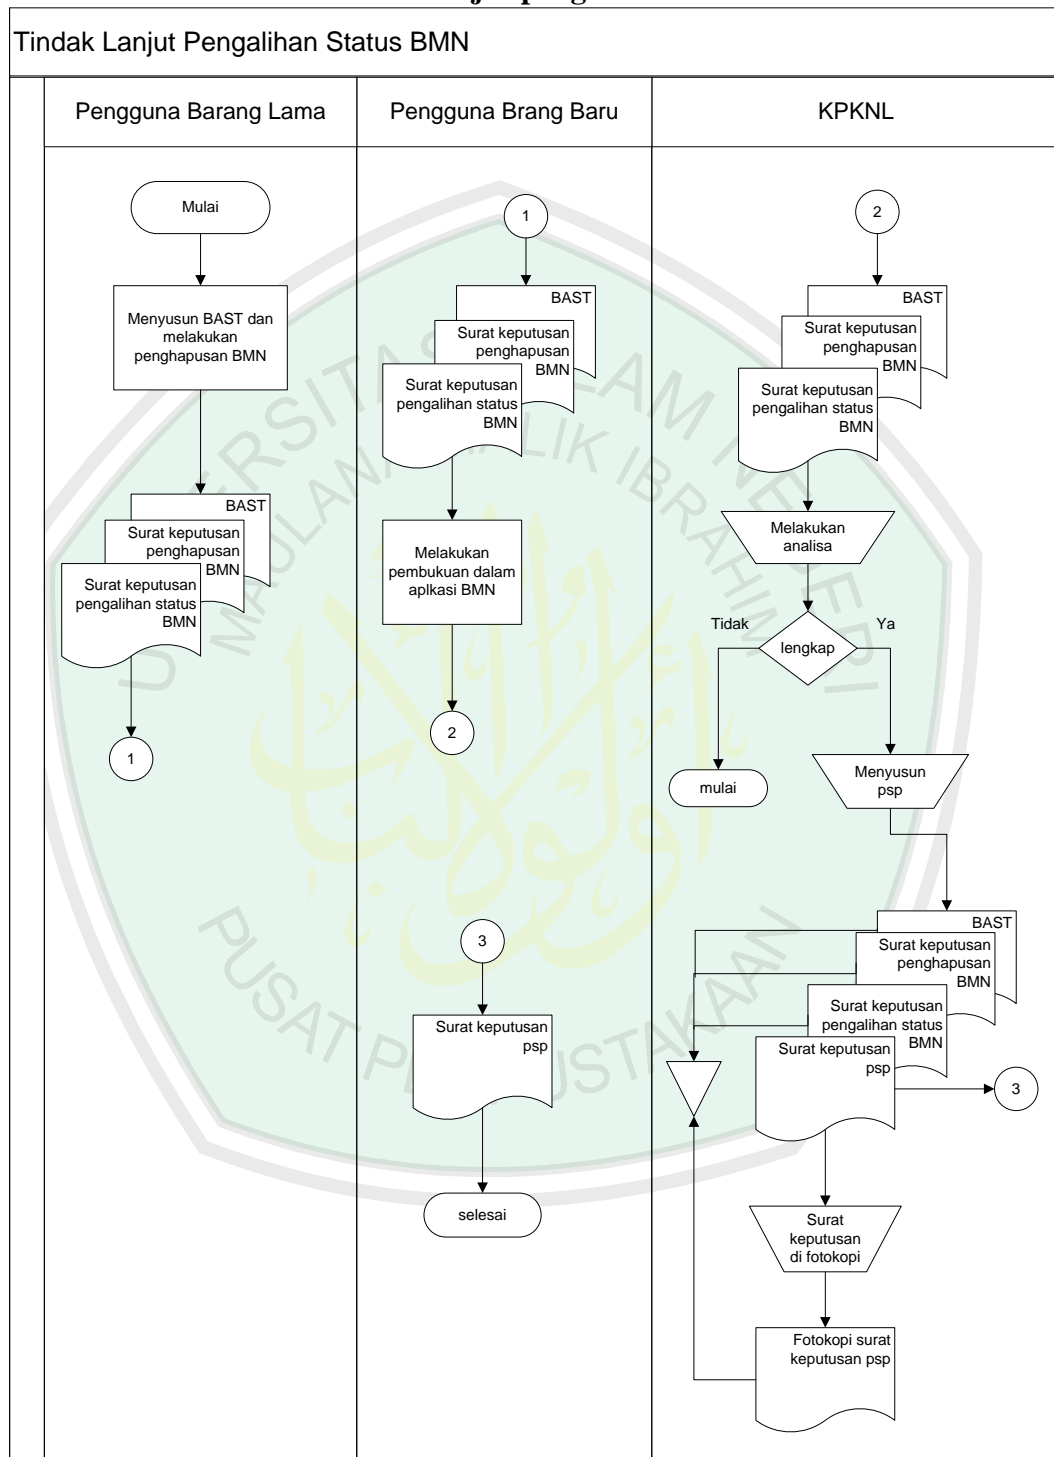 Tindak Lanjut Pengalihan Status BMN
Pengguna Barang Lama
Pengguna Brang Baru
KPKNL
Mulai
Menyusun BAST dan
melakukan
penghapusan BMN
BAST
Surat keputusan
penghapusan
BMN
Surat keputusan
pengalihan status
BMN
1
1
BAST
Surat keputusan
penghapusan
BMN
Surat keputusan
pengalihan status
BMN
Melakukan
pembukuan dalam
aplkasi BMN
2
3
Surat keputusan
psp
selesai
2
BAST
Surat keputusan
penghapusan
BMN
Surat keputusan
pengalihan status
BMN
Melakukan
analisa
lengkap
Tidak
Ya
mulai
Menyusun
psp
BAST
Surat keputusan
penghapusan
BMN
Surat keputusan
pengalihan status
BMN
Surat keputusan
psp
3
Surat
keputusan
di fotokopi
Fotokopi surat
keputusan psp